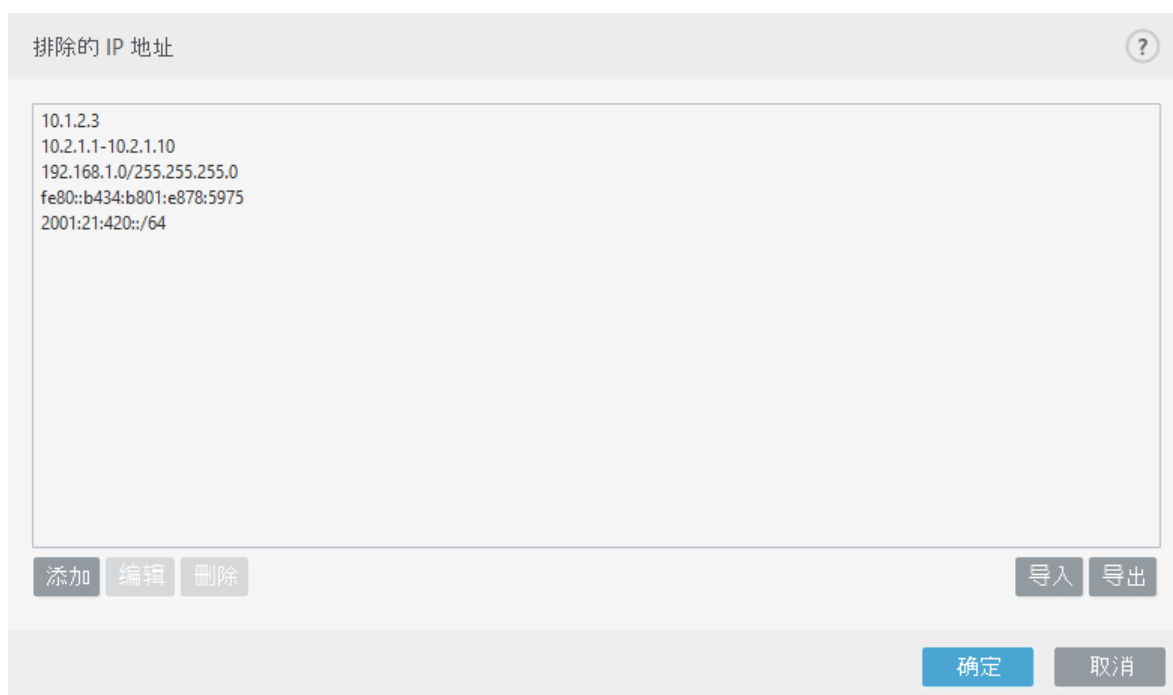 排除的 IP 地址
?
10.1.2.3
10.2.1.1-10.2.1.10
192.168.1.0/255.255.255.0
fe80::b434:b801:e878:5975
2001:21:420::/64
添加 编辑 删除 导入 导出
确定 取消